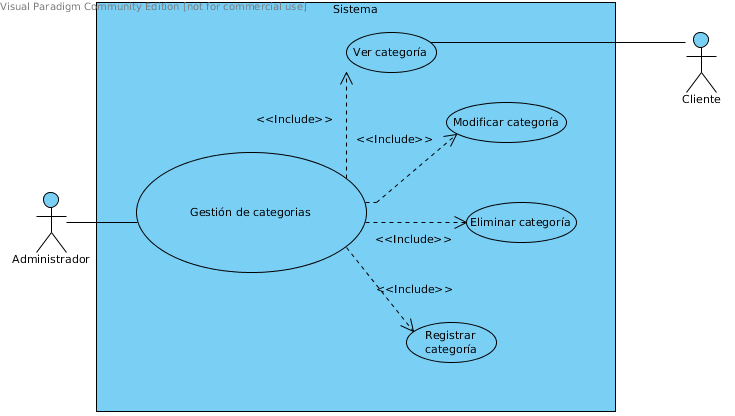 Visual Paradigm Community Edition [not for commercial use]
Sistema
Ver categoría
Cliente
<<Include>>
Modificar categoría
<<Include>>
Gestión de categorias
Eliminar categoría
<<Include>>
Administrador
<<Include>>
Registrar
categoría